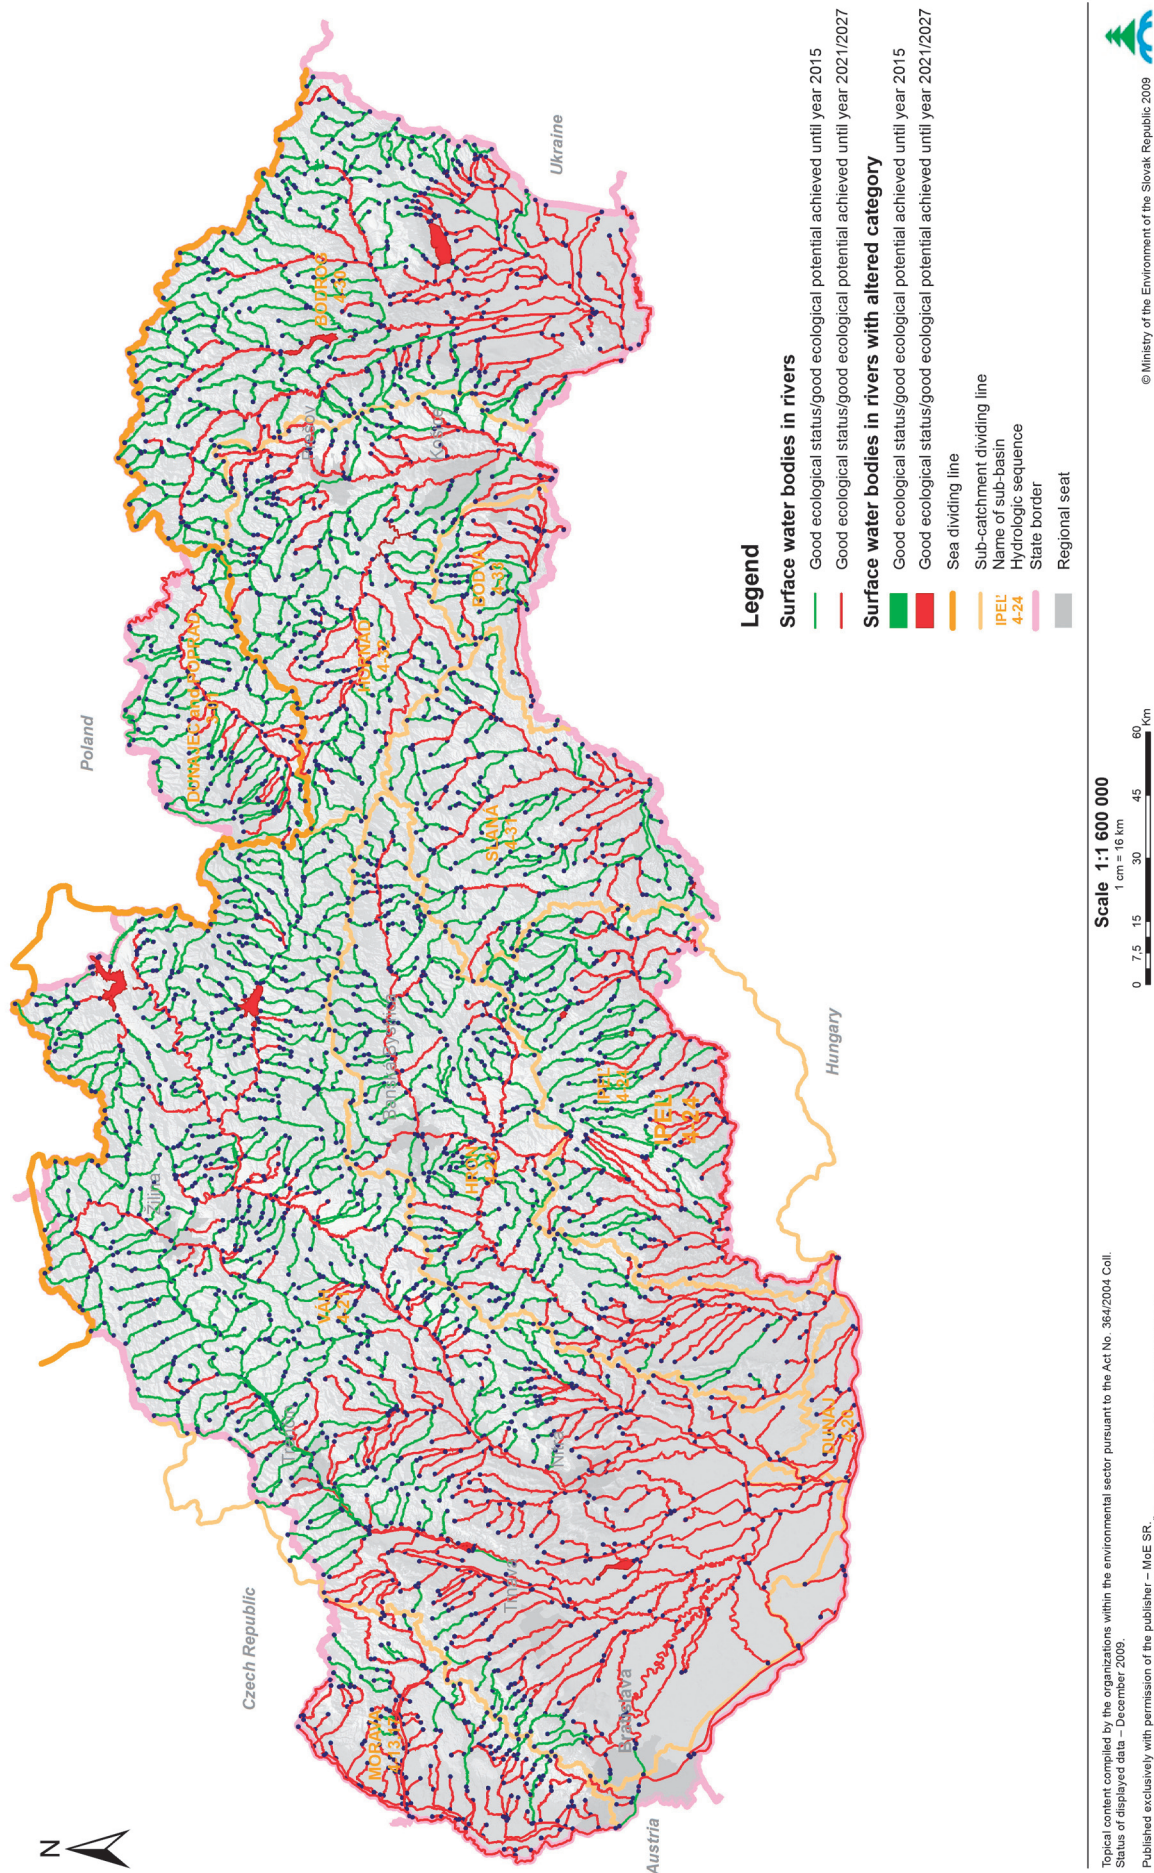 N
Poland
Czech Republic
Ukraine
Austria
Hungary
Žilina
Trenčín
Banská Bystrica
Prešov
Nitra
Trnava
Bratislava
DUNAJEC and POPRAD
BODROG
4-30
HORNÁD
4-32
BODVA
SLANÁ
4-31
VÁH
4-21
HRON
IPEL'
4-24
IPEL'
4-24
MORAVA
DUNAJ
4-20
Legend
Surface water bodies in rivers
Good ecological status/good ecological potential achieved until year 2015
Good ecological status/good ecological potential achieved until year 2021/2027
Surface water bodies in rivers with altered category
Good ecological status/good ecological potential achieved until year 2015
Good ecological status/good ecological potential achieved until year 2021/2027
Sea dividing line
Sub-catchment dividing line
IPEL' Name of sub-basin
4-24 Hydrologic sequence
State border
Regional seat
Scale 1:1 600 000
1 cm = 16 km
0 7,5 15 30 45 60 Km
Topical content compiled by the organizations within the environmental sector pursuant to the Act No. 364/2004 Coll.
Status of displayed data – December 2009.
Published exclusively with permission of the publisher – MoE SR.
© Ministry of the Environment of the Slovak Republic 2009